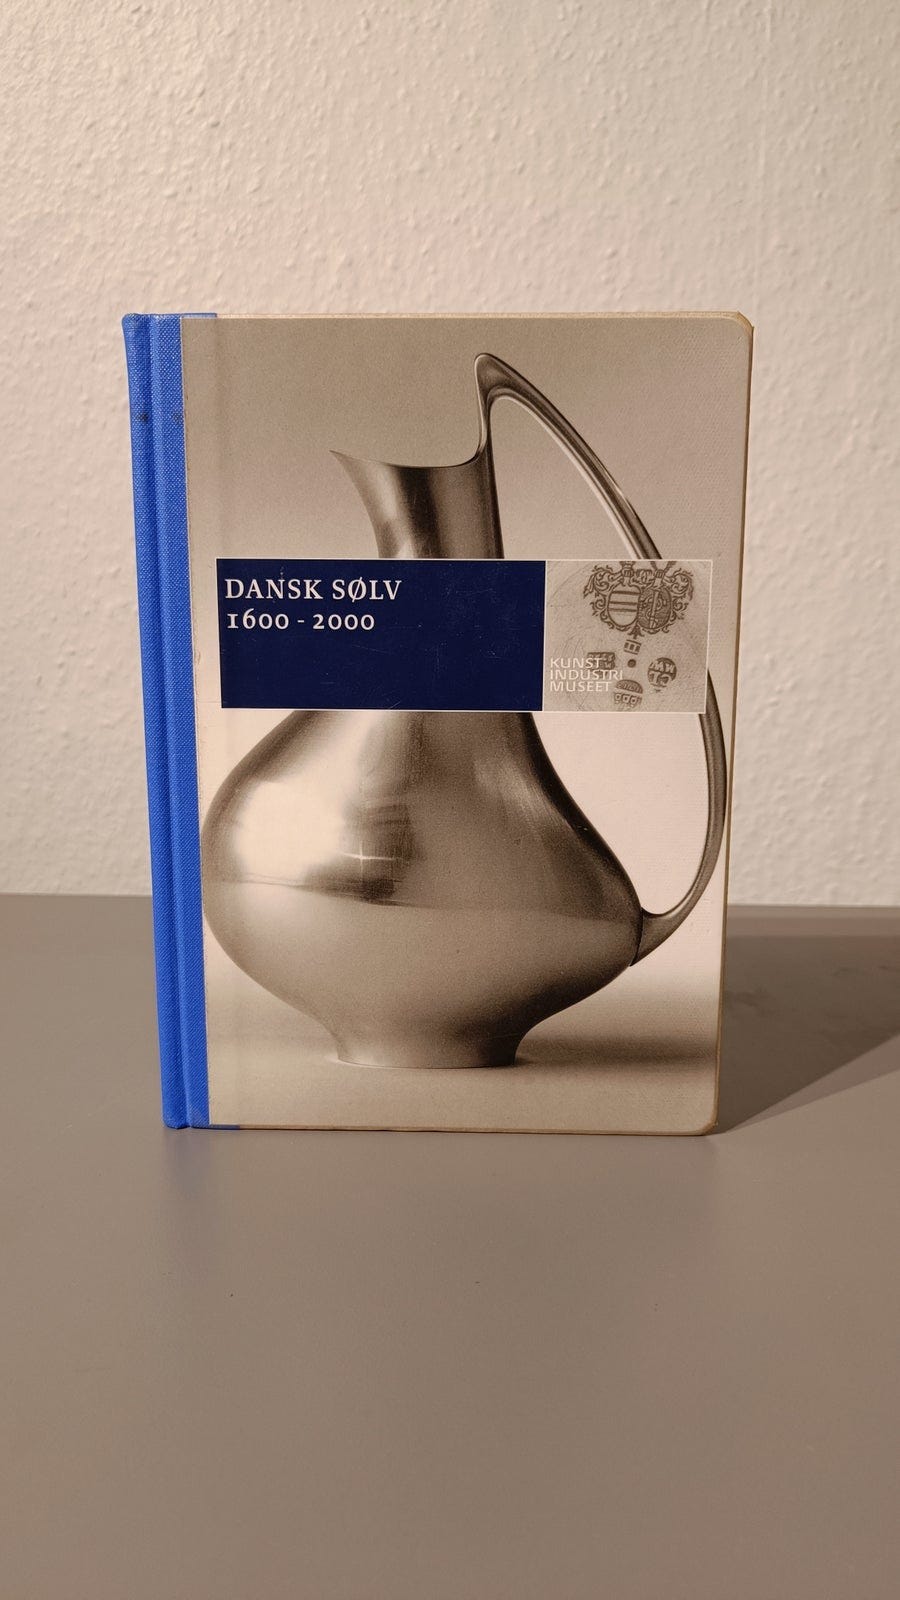 DANSK SØLV
1600 - 2000
KUNST
INDUSTRI
MUSEET